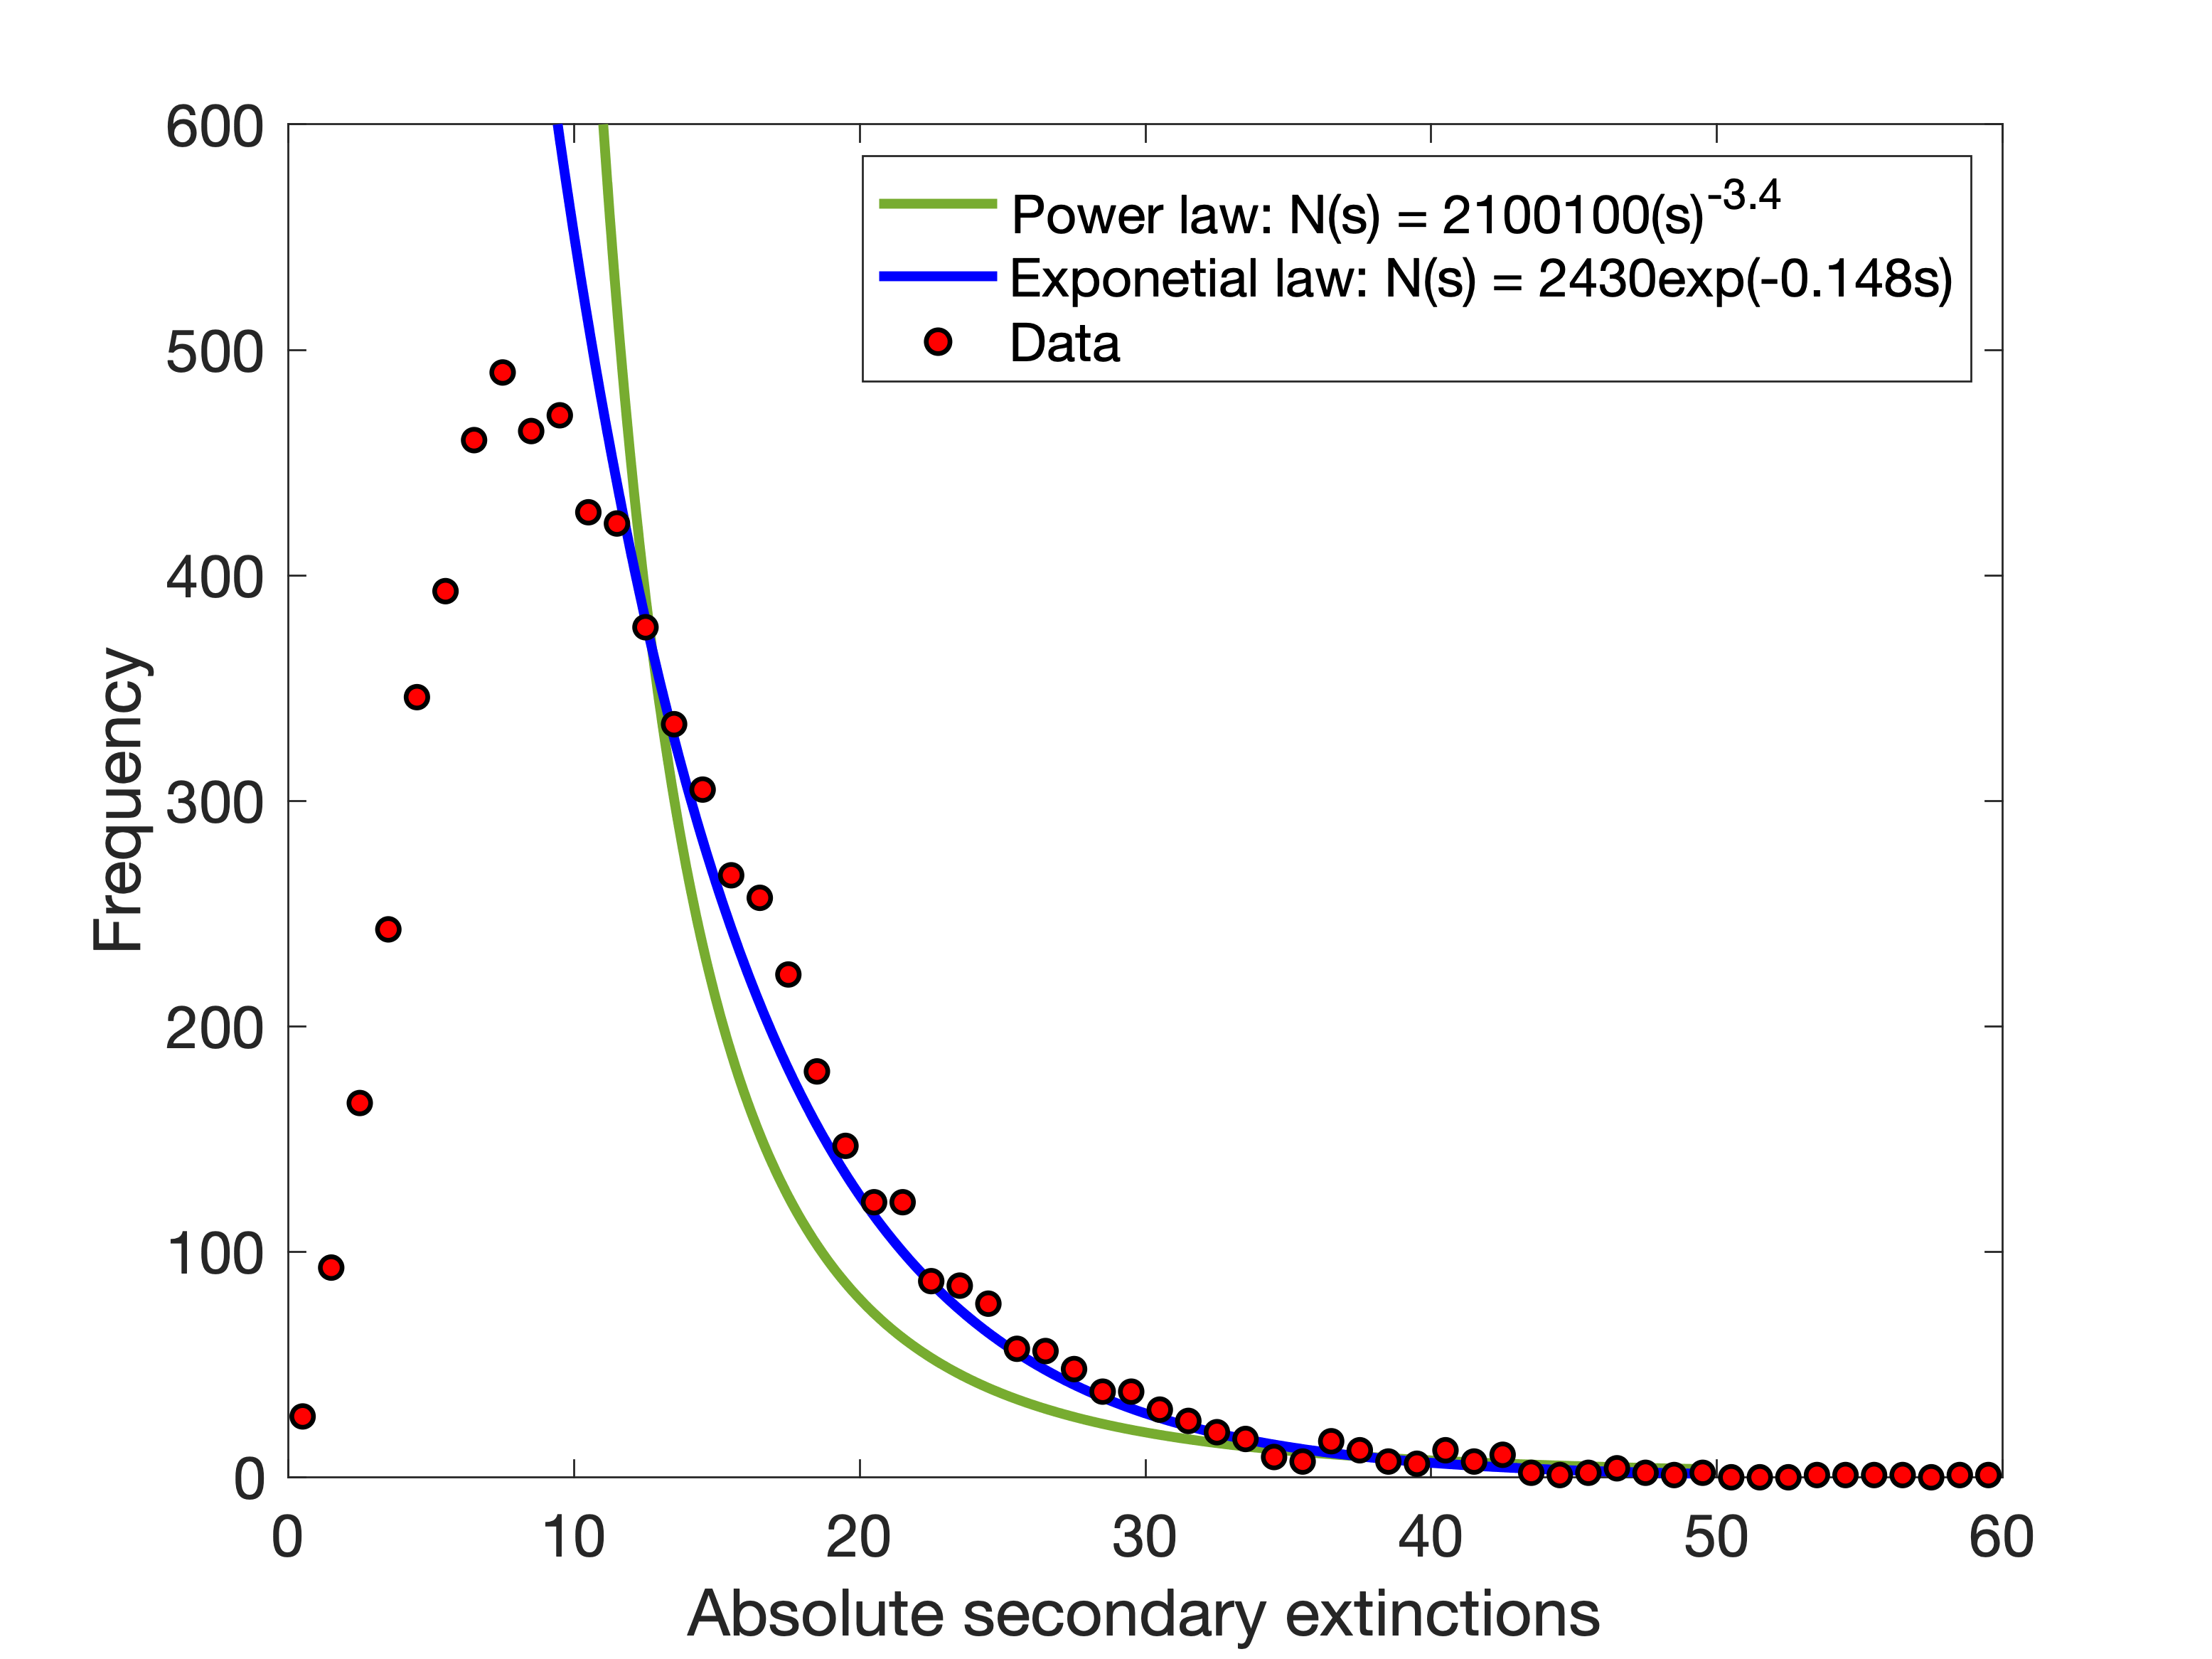 600
500
400
300
200
100
0
Frequency
Power law: N(s) = 2100100(s)^-3.4
Exponetial law: N(s) = 2430exp(-0.148s)
Data
0 10 20 30 40 50 60
Absolute secondary extinctions